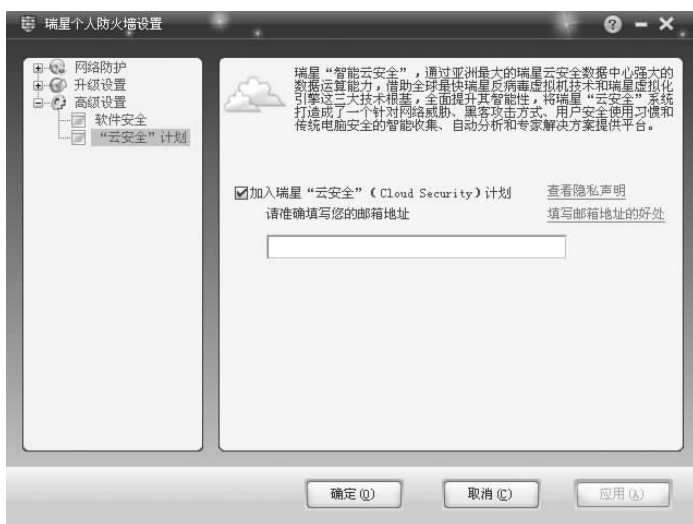 瑞星个人防火墙设置
网络防护
升级设置
高级设置
软件安全
“云安全”计划
瑞星“智能云安全”,通过亚洲最大的瑞星云安全数据中心强大的
数据运算能力,借助全球最快瑞星反病毒虚拟机技术和瑞星虚拟化
引擎这三大技术根基,全面提升其智能性,将瑞星“云安全”系统
打造成了一个针对网络威胁、黑客攻击方式、用户安全使用习惯和
传统电脑安全的智能收集、自动分析和专家解决方案提供平台。
加入瑞星“云安全”(Cloud Security)计划 查看隐私声明
请准确填写您的邮箱地址 填写邮箱地址的好处
确定(O) 取消(C) 应用(A)